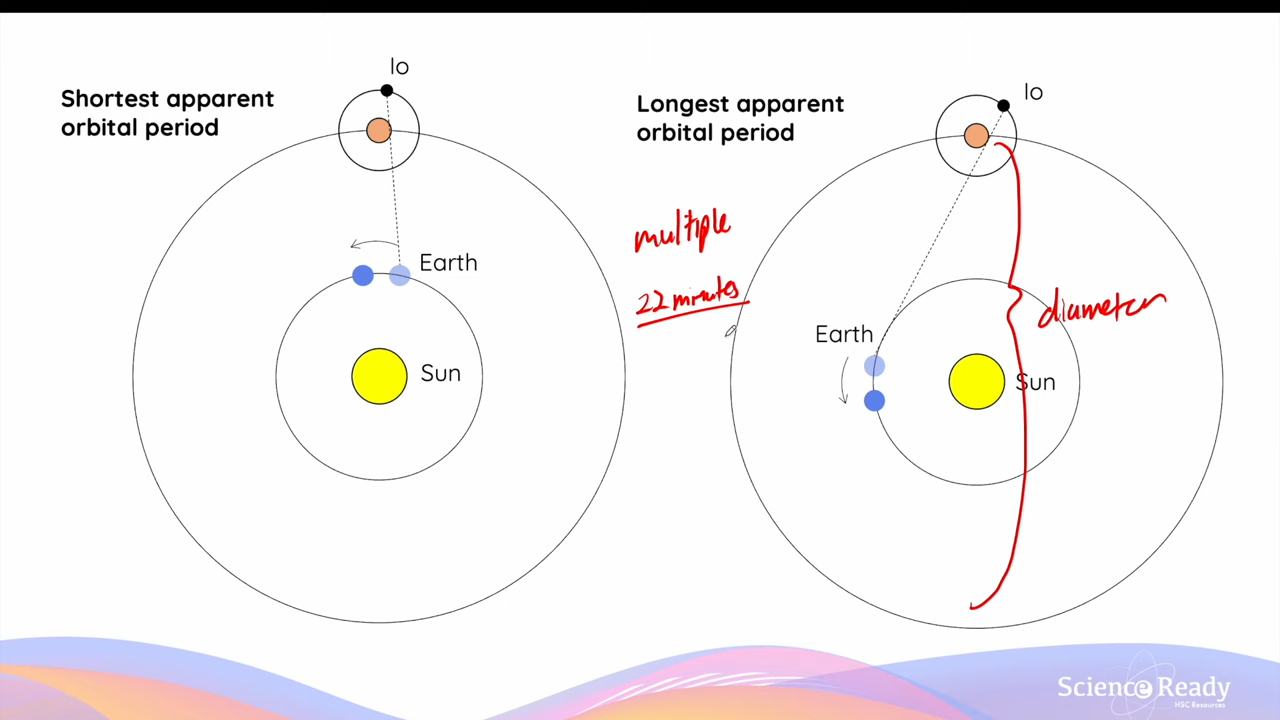 Shortest apparent
orbital period
Io
Earth
Sun
Longest apparent
orbital period
Io
multiple
22 minutes
Earth
diameter
Sun
Science Ready
HSC Resources